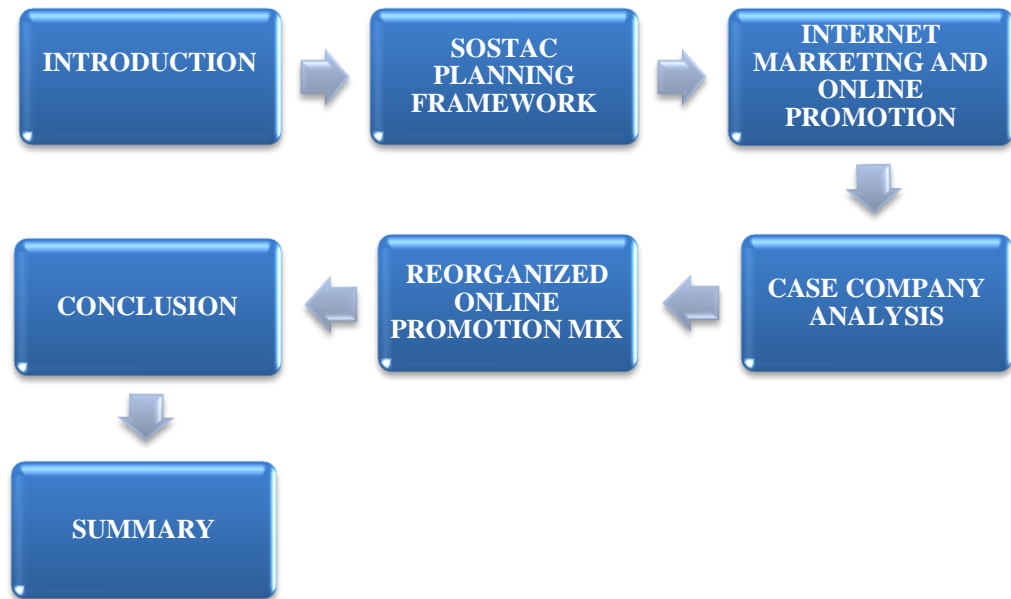 INTRODUCTION
SOSTAC
PLANNING
FRAMEWORK
INTERNET
MARKETING AND
ONLINE
PROMOTION
CASE COMPANY
ANALYSIS
REORGANIZED
ONLINE
PROMOTION MIX
CONCLUSION
SUMMARY